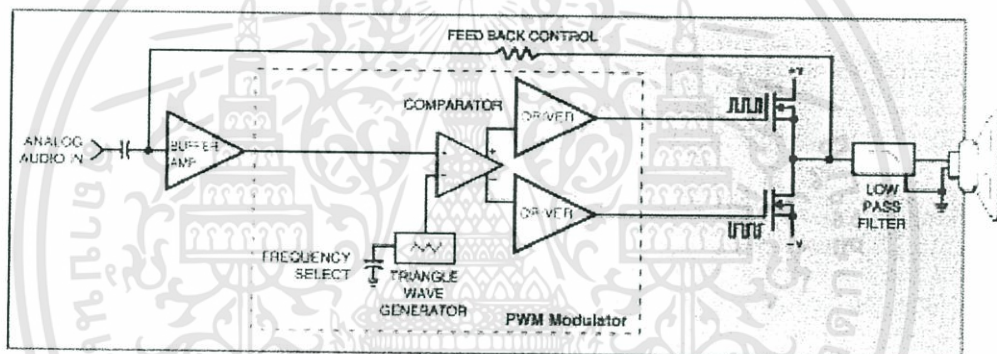 FEED BACK CONTROL
COMPARATOR
DRIVER
+V
ANALOG
AUDIO IN
BUFFER
AMP
+
-
DRIVER
LOW
PASS
FILTER
-V
FREQUENCY
SELECT
TRIANGLE
WAVE
GENERATOR
PWM Modulator